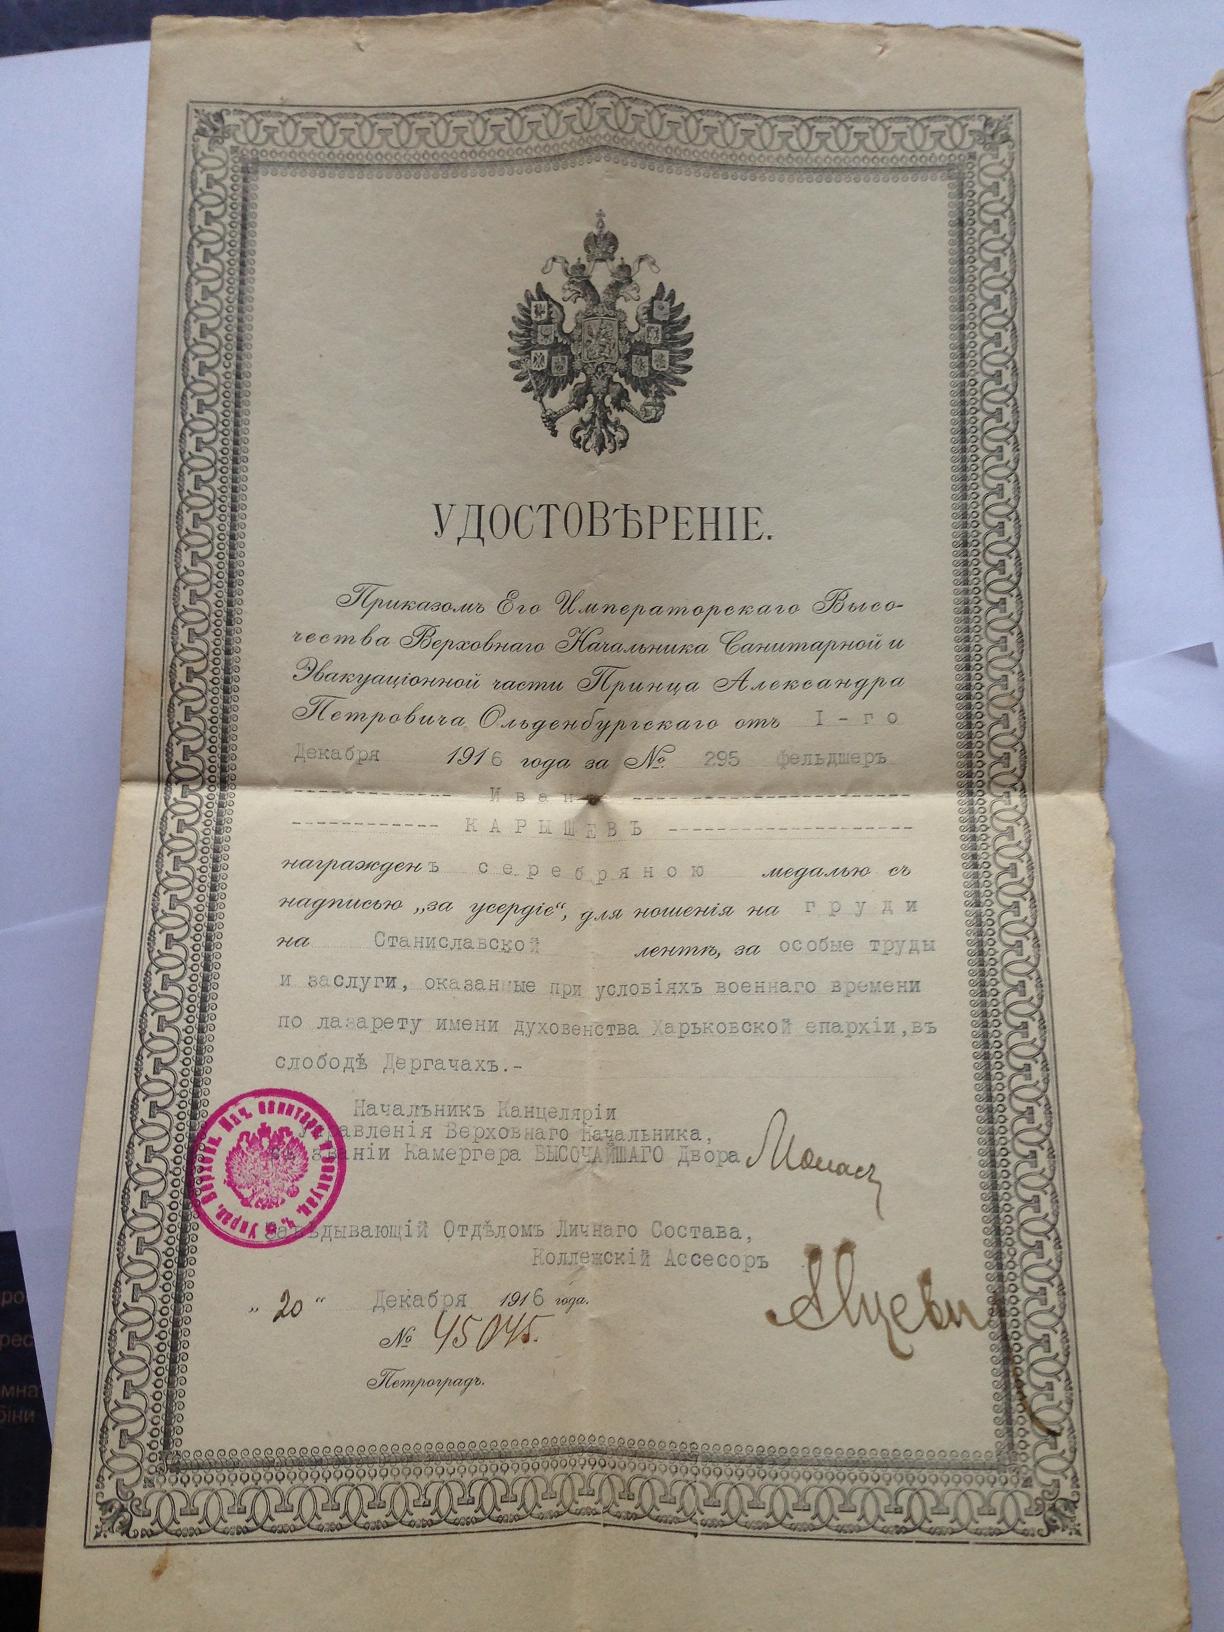 УДОСТОВѢРЕНІЕ.
Приказомъ Его Императорскаго Высо-
чества Верховнаго Начальника Санитарной и
Эвакуаціонной части Принца Александра
Петровича Ольденбургскаго отъ I-го
Декабря 1916 года за № 295 фельдшеръ
------------ Иванъ --------------------
------------ КАРЫШЕВЪ ------------------
награжденъ серебряною медалью съ
надписью „за усердіе“, для ношенія на груди
на Станиславской лентѣ, за особые труды
и заслуги, оказанные при условіяхъ военнаго времени
по лазарету имени духовенства Харьковской епархіи, въ
слободѣ Дергачахъ.-
Начальникъ Канцеляріи
Управленія Верховнаго Начальника,
въ званіи Камергера ВЫСОЧАЙШАГО Двора
Завѣдывающій Отдѣломъ Личнаго Состава,
Коллежскій Ассесоръ
„20“ Декабря 1916 года.
№ 45045.
Петроградъ.